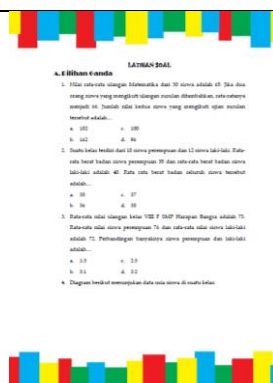 LATIHAN SOAL
A. Pilihan Ganda
1. Nilai rata-rata ulangan Matematika dari 30 siswa adalah 65. Jika dua
orang siswa yang mengikuti ulangan susulan ditambahkan, rata-ratanya
menjadi 66. Jumlah nilai kedua siswa yang mengikuti ujian susulan
tersebut adalah...
a. 162 c. 180
b. d. 96
2. Suatu kelas terdiri dari 18 siswa perempuan dan 12 siswa laki-laki. Rata-
rata berat badan siswa perempuan 35 dan rata-rata berat badan siswa
laki-laki adalah 40. Rata rata berat badan seluruh siswa tersebut
adalah...
a. 35 c. 37
b. 36 d. 38
3. Rata-rata nilai ulangan kelas VIII F SMP Harapan Bangsa adalah 73.
Rata-rata nilai siswa perempuan 76 dan rata-rata nilai siswa laki-laki
adalah 72. Perbandingan banyaknya siswa perempuan dan laki-laki
adalah...
a. 1:3 c. 2:3
b. 3:1 d. 3:2
4. Diagram berikut menunjukan data usia siswa di suatu kelas.